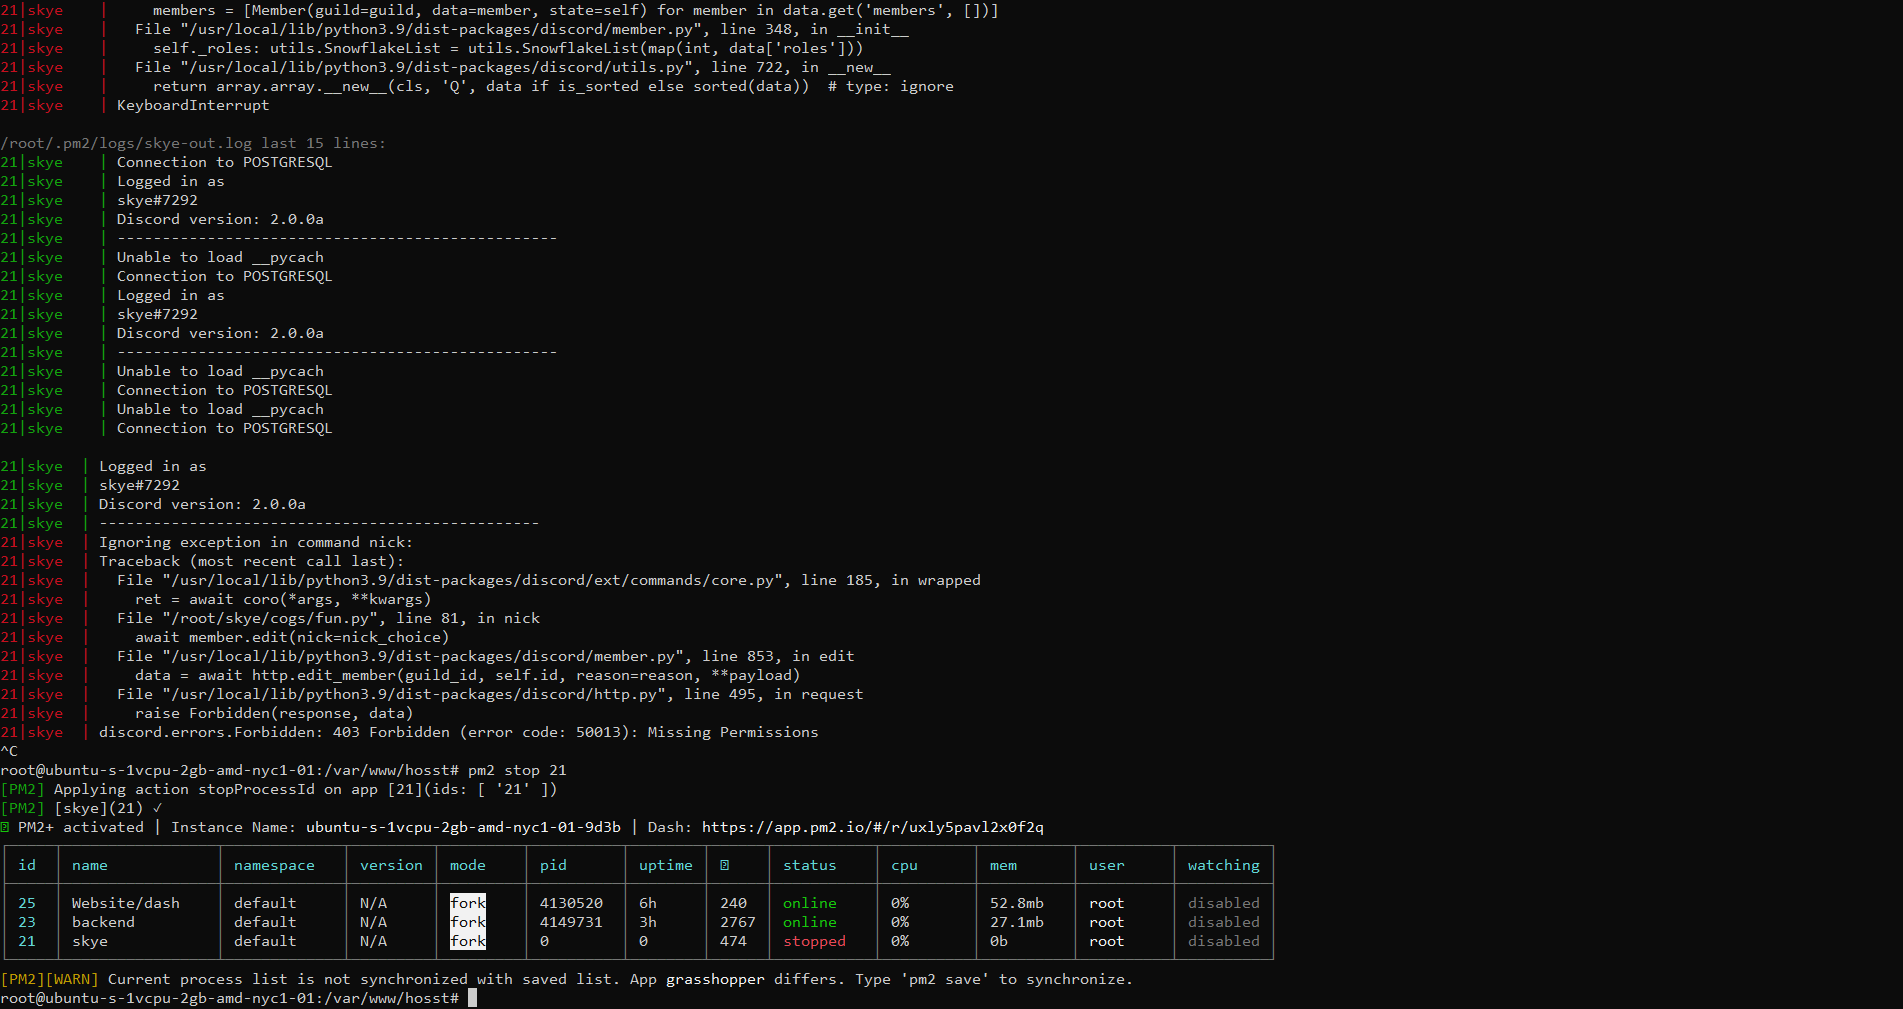 21|skye     |     members = [Member(guild=guild, data=member, state=self) for member in data.get('members', [])]
21|skye     |   File "/usr/local/lib/python3.9/dist-packages/discord/member.py", line 348, in __init__
21|skye     |     self._roles: utils.SnowflakeList = utils.SnowflakeList(map(int, data['roles']))
21|skye     |   File "/usr/local/lib/python3.9/dist-packages/discord/utils.py", line 722, in __new__
21|skye     |     return array.array.__new__(cls, 'Q', data if is_sorted else sorted(data))  # type: ignore
21|skye     | KeyboardInterrupt
/root/.pm2/logs/skye-out.log last 15 lines:
21|skye     | Connection to POSTGRESQL
21|skye     | Logged in as
21|skye     | skye#7292
21|skye     | Discord version: 2.0.0a
21|skye     | -------------------------------------------------
21|skye     | Unable to load __pycach
21|skye     | Connection to POSTGRESQL
21|skye     | Logged in as
21|skye     | skye#7292
21|skye     | Discord version: 2.0.0a
21|skye     | -------------------------------------------------
21|skye     | Unable to load __pycach
21|skye     | Connection to POSTGRESQL
21|skye     | Unable to load __pycach
21|skye     | Connection to POSTGRESQL
21|skye  | Logged in as
21|skye  | skye#7292
21|skye  | Discord version: 2.0.0a
21|skye  | -------------------------------------------------
21|skye  | Ignoring exception in command nick:
21|skye  | Traceback (most recent call last):
21|skye  |   File "/usr/local/lib/python3.9/dist-packages/discord/ext/commands/core.py", line 185, in wrapped
21|skye  |     ret = await coro(*args, **kwargs)
21|skye  |   File "/root/skye/cogs/fun.py", line 81, in nick
21|skye  |     await member.edit(nick=nick_choice)
21|skye  |   File "/usr/local/lib/python3.9/dist-packages/discord/member.py", line 853, in edit
21|skye  |     data = await http.edit_member(guild_id, self.id, reason=reason, **payload)
21|skye  |   File "/usr/local/lib/python3.9/dist-packages/discord/http.py", line 495, in request
21|skye  |     raise Forbidden(response, data)
21|skye  | discord.errors.Forbidden: 403 Forbidden (error code: 50013): Missing Permissions
^C
root@ubuntu-s-1vcpu-2gb-amd-nyc1-01:/var/www/hosst# pm2 stop 21
[PM2] Applying action stopProcessId on app [21](ids: [ '21' ])
[PM2] [skye](21) ✓
PM2+ activated | Instance Name: ubuntu-s-1vcpu-2gb-amd-nyc1-01-9d3b | Dash: https://app.pm2.io/#/r/uxly5pavl2x0f2q
id │ name │ namespace │ version │ mode │ pid │ uptime │ │ status │ cpu │ mem │ user │ watching
25 │ Website/dash │ default │ N/A │ fork │ 4130520 │ 6h │ 240 │ online │ 0% │ 52.8mb │ root │ disabled
23 │ backend │ default │ N/A │ fork │ 4149731 │ 3h │ 2767 │ online │ 0% │ 27.1mb │ root │ disabled
21 │ skye │ default │ N/A │ fork │ 0 │ 0 │ 474 │ stopped │ 0% │ 0b │ root │ disabled
[PM2][WARN] Current process list is not synchronized with saved list. App grasshopper differs. Type 'pm2 save' to synchronize.
root@ubuntu-s-1vcpu-2gb-amd-nyc1-01:/var/www/hosst#